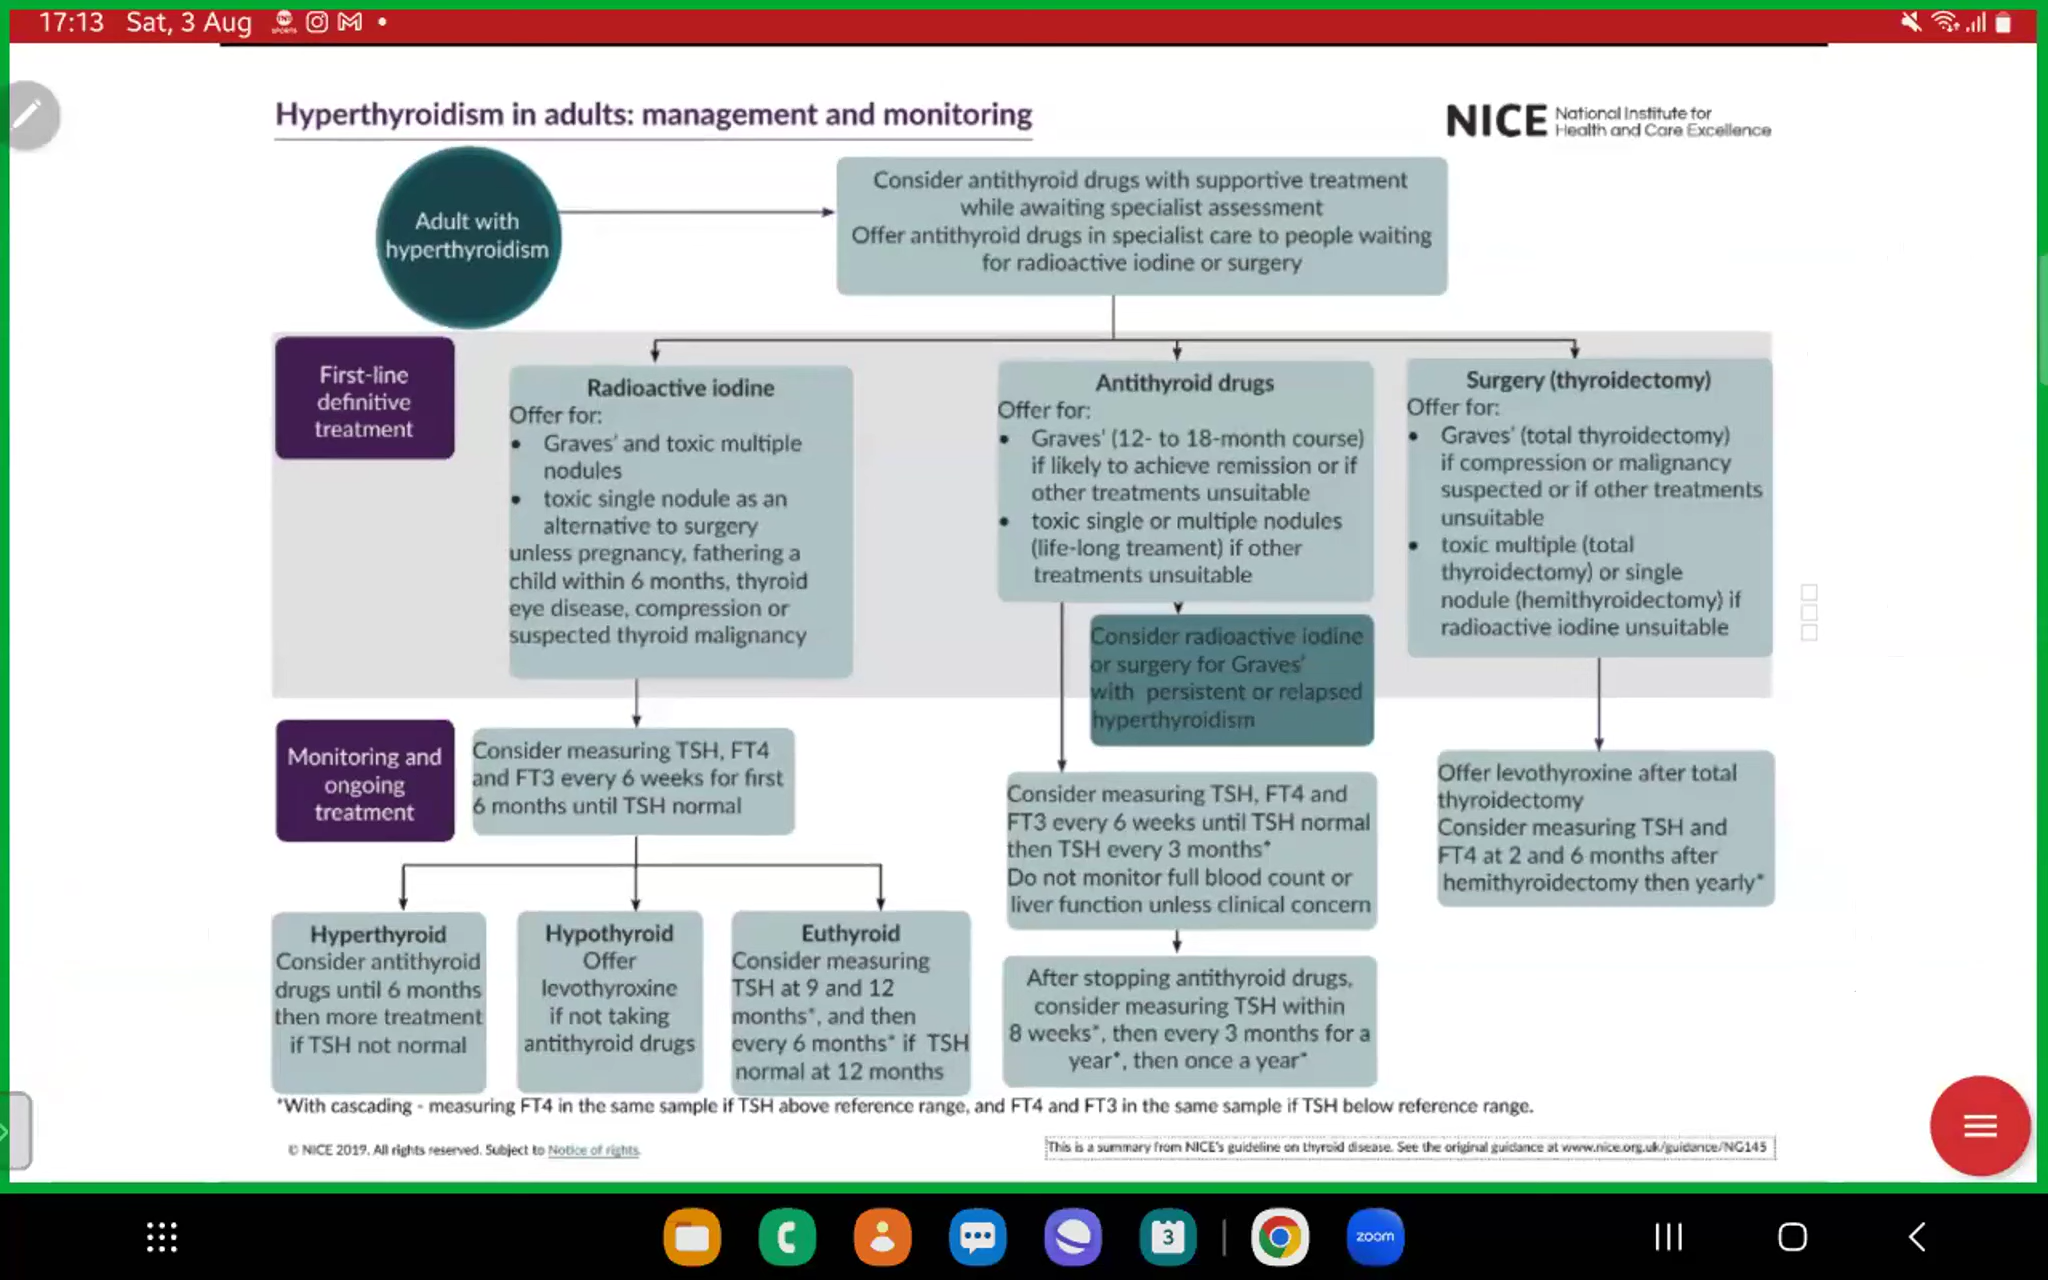 17:13 Sat, 3 Aug
Hyperthyroidism in adults: management and monitoring
NICE National Institute for
Health and Care Excellence
Adult with
hyperthyroidism
Consider antithyroid drugs with supportive treatment
while awaiting specialist assessment
Offer antithyroid drugs in specialist care to people waiting
for radioactive iodine or surgery
First-line
definitive
treatment
Radioactive iodine
Offer for:
• Graves' and toxic multiple
nodules
• toxic single nodule as an
alternative to surgery
unless pregnancy, fathering a
child within 6 months, thyroid
eye disease, compression or
suspected thyroid malignancy
Antithyroid drugs
Offer for:
• Graves' (12- to 18-month course)
if likely to achieve remission or if
other treatments unsuitable
• toxic single or multiple nodules
(life-long treament) if other
treatments unsuitable
Consider radioactive iodine
or surgery for Graves'
with persistent or relapsed
hyperthyroidism
Surgery (thyroidectomy)
Offer for:
• Graves' (total thyroidectomy)
if compression or malignancy
suspected or if other treatments
unsuitable
• toxic multiple (total
thyroidectomy) or single
nodule (hemithyroidectomy) if
radioactive iodine unsuitable
Monitoring and
ongoing
treatment
Consider measuring TSH, FT4
and FT3 every 6 weeks for first
6 months until TSH normal
Hyperthyroid
Consider antithyroid
drugs until 6 months
then more treatment
if TSH not normal
Hypothyroid
Offer
levothyroxine
if not taking
antithyroid drugs
Euthyroid
Consider measuring
TSH at 9 and 12
months*, and then
every 6 months* if TSH
normal at 12 months
Consider measuring TSH, FT4 and
FT3 every 6 weeks until TSH normal
then TSH every 3 months*
Do not monitor full blood count or
liver function unless clinical concern
After stopping antithyroid drugs,
consider measuring TSH within
8 weeks*, then every 3 months for a
year*, then once a year*
Offer levothyroxine after total
thyroidectomy
Consider measuring TSH and
FT4 at 2 and 6 months after
hemithyroidectomy then yearly*
*With cascading - measuring FT4 in the same sample if TSH above reference range, and FT4 and FT3 in the same sample if TSH below reference range.
© NICE 2019. All rights reserved. Subject to Notice of rights.
This is a summary from NICE's guideline on thyroid disease. See the original guidance at www.nice.org.uk/guidance/NG145
3
zoom